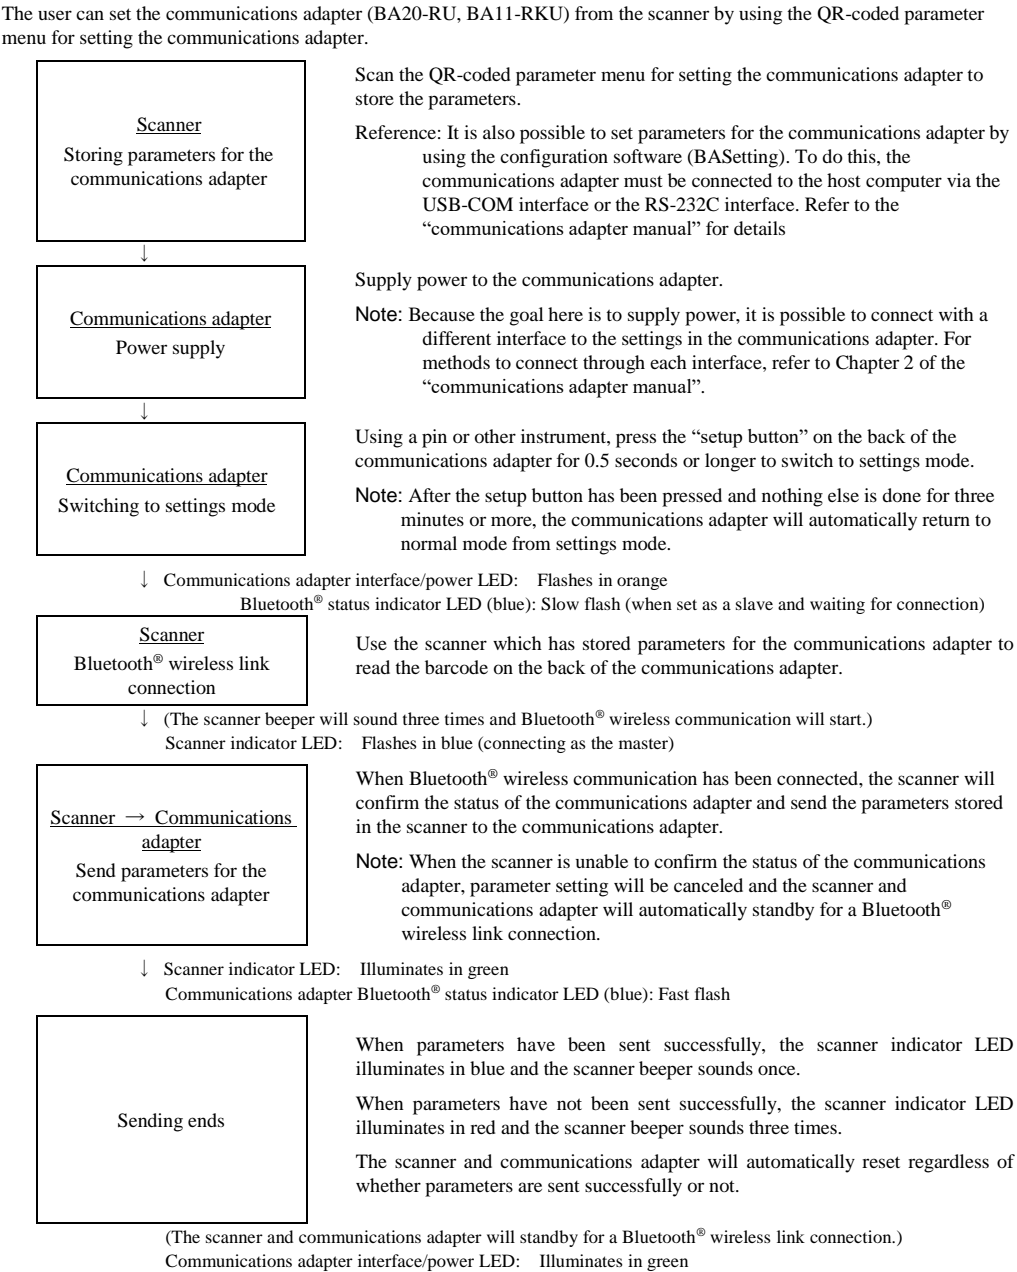 The user can set the communications adapter (BA20-RU, BA11-RKU) from the scanner by using the QR-coded parameter
menu for setting the communications adapter.
Scanner
Storing parameters for the
communications adapter
Scan the QR-coded parameter menu for setting the communications adapter to
store the parameters.
Reference: It is also possible to set parameters for the communications adapter by
using the configuration software (BASetting). To do this, the
communications adapter must be connected to the host computer via the
USB-COM interface or the RS-232C interface. Refer to the
“communications adapter manual” for details
↓
Communications adapter
Power supply
Supply power to the communications adapter.
Note: Because the goal here is to supply power, it is possible to connect with a
different interface to the settings in the communications adapter. For
methods to connect through each interface, refer to Chapter 2 of the
“communications adapter manual”.
↓
Communications adapter
Switching to settings mode
Using a pin or other instrument, press the “setup button” on the back of the
communications adapter for 0.5 seconds or longer to switch to settings mode.
Note: After the setup button has been pressed and nothing else is done for three
minutes or more, the communications adapter will automatically return to
normal mode from settings mode.
↓ Communications adapter interface/power LED: Flashes in orange
Bluetooth® status indicator LED (blue): Slow flash (when set as a slave and waiting for connection)
Scanner
Bluetooth® wireless link
connection
Use the scanner which has stored parameters for the communications adapter to
read the barcode on the back of the communications adapter.
↓ (The scanner beeper will sound three times and Bluetooth® wireless communication will start.)
Scanner indicator LED: Flashes in blue (connecting as the master)
Scanner → Communications
adapter
Send parameters for the
communications adapter
When Bluetooth® wireless communication has been connected, the scanner will
confirm the status of the communications adapter and send the parameters stored
in the scanner to the communications adapter.
Note: When the scanner is unable to confirm the status of the communications
adapter, parameter setting will be canceled and the scanner and
communications adapter will automatically standby for a Bluetooth®
wireless link connection.
↓ Scanner indicator LED: Illuminates in green
Communications adapter Bluetooth® status indicator LED (blue): Fast flash
Sending ends
When parameters have been sent successfully, the scanner indicator LED
illuminates in blue and the scanner beeper sounds once.
When parameters have not been sent successfully, the scanner indicator LED
illuminates in red and the scanner beeper sounds three times.
The scanner and communications adapter will automatically reset regardless of
whether parameters are sent successfully or not.
(The scanner and communications adapter will standby for a Bluetooth® wireless link connection.)
Communications adapter interface/power LED: Illuminates in green